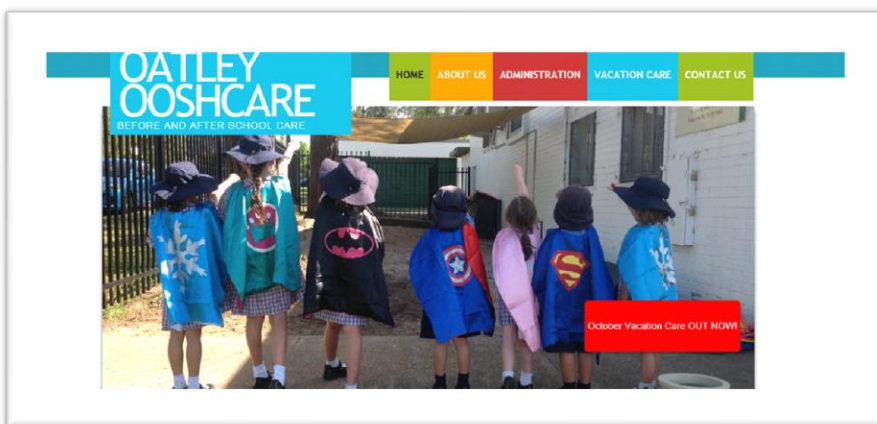 OATLEY
OOSHCARE
BEFORE AND AFTER SCHOOL CARE
HOME
ABOUT US
ADMINISTRATION
VACATION CARE
CONTACT US
October Vacation Care OUT NOW!